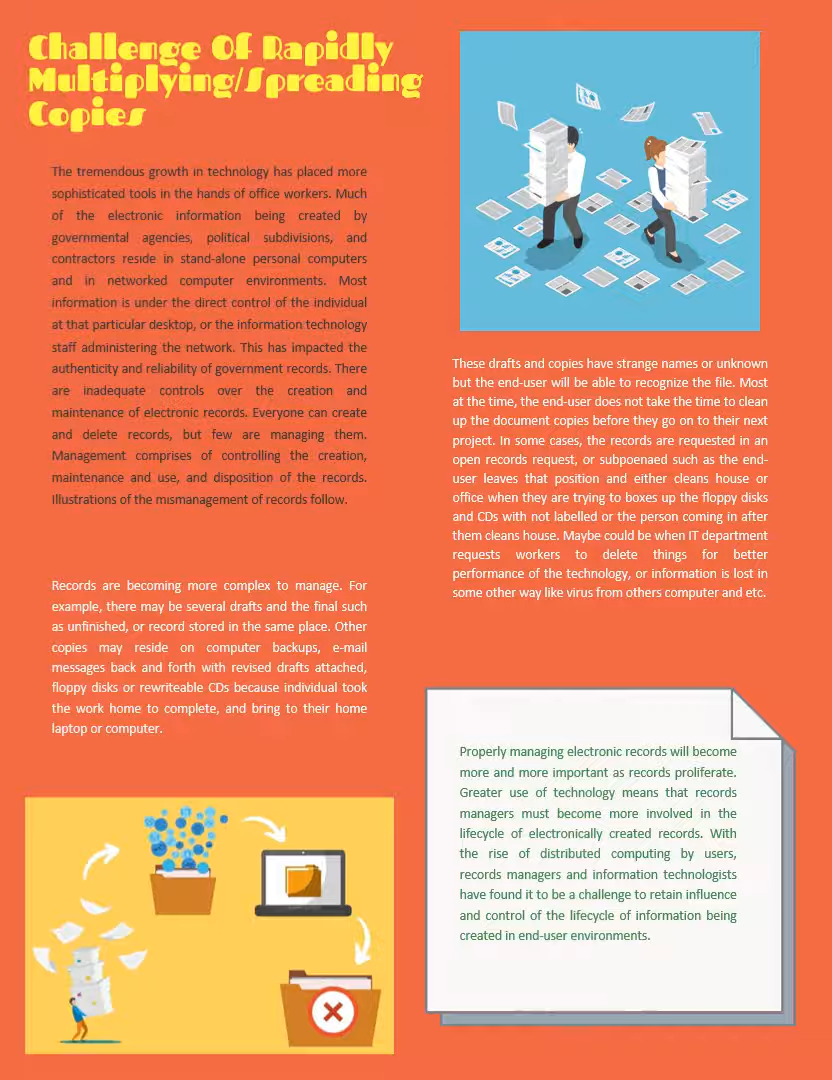 Challenge Of Rapidly
Multiplying/Spreading
Copies
The tremendous growth in technology has placed more
sophisticated tools in the hands of office workers. Much
of the electronic information being created by
governmental agencies, political subdivisions, and
contractors reside in stand-alone personal computers
and in networked computer environments. Most
information is under the direct control of the individual
at that particular desktop, or the information technology
staff administering the network. This has impacted the
authenticity and reliability of government records. There
are inadequate controls over the creation and
maintenance of electronic records. Everyone can create
and delete records, but few are managing them.
Management comprises of controlling the creation,
maintenance and use, and disposition of the records.
Illustrations of the mismanagement of records follow.
Records are becoming more complex to manage. For
example, there may be several drafts and the final such
as unfinished, or record stored in the same place. Other
copies may reside on computer backups, e-mail
messages back and forth with revised drafts attached,
floppy disks or rewriteable CDs because individual took
the work home to complete, and bring to their home
laptop or computer.
These drafts and copies have strange names or unknown
but the end-user will be able to recognize the file. Most
at the time, the end-user does not take the time to clean
up the document copies before they go on to their next
project. In some cases, the records are requested in an
open records request, or subpoenaed such as the end-
user leaves that position and either cleans house or
office when they are trying to boxes up the floppy disks
and CDs with not labelled or the person coming in after
them cleans house. Maybe could be when IT department
requests workers to delete things for better
performance of the technology, or information is lost in
some other way like virus from others computer and etc.
Properly managing electronic records will become
more and more important as records proliferate.
Greater use of technology means that records
managers must become more involved in the
lifecycle of electronically created records. With
the rise of distributed computing by users,
records managers and information technologists
have found it to be a challenge to retain influence
and control of the lifecycle of information being
created in end-user environments.